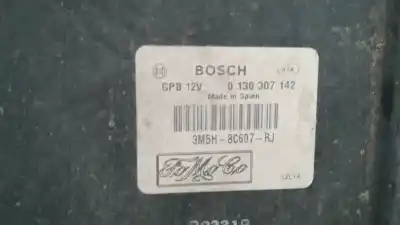 BOSCH
GPB 12V 0 130 307 142
Made in Spain
3M5H-8C607-RJ
FoMoCo